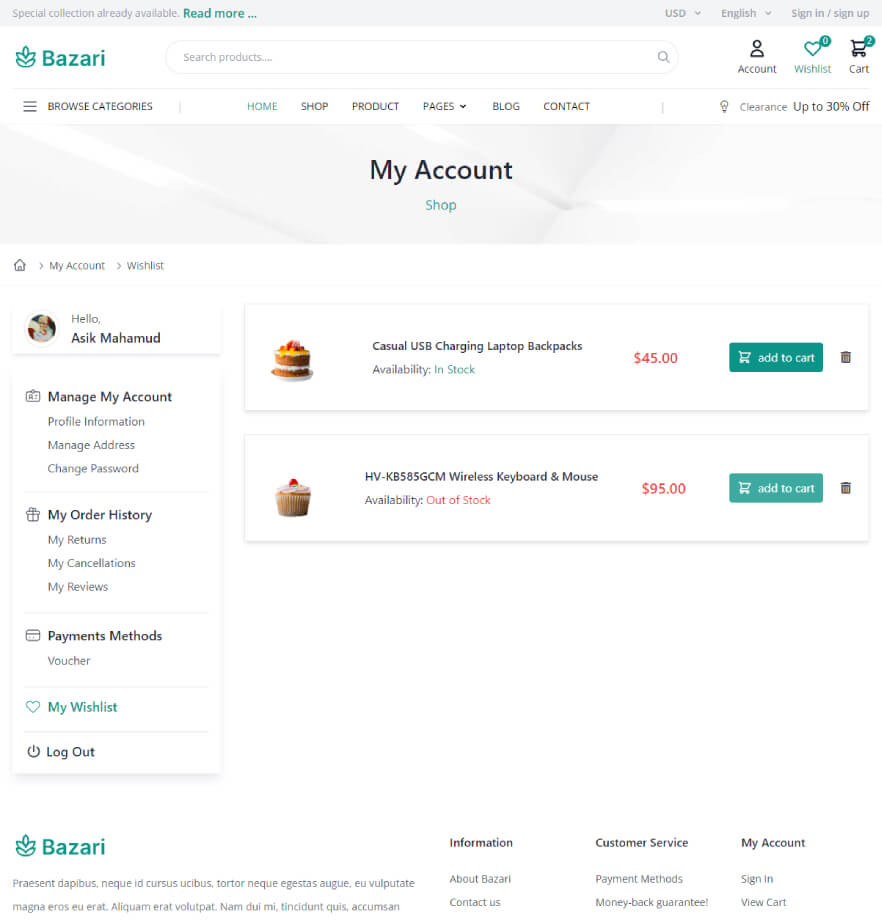 Special collection already available. Read more ...
USD English Sign in / sign up
Bazari
Search products....
Account
Wishlist 0
Cart 2
BROWSE CATEGORIES
HOME SHOP PRODUCT PAGES BLOG CONTACT
Clearance Up to 30% Off
My Account
Shop
My Account Wishlist
Hello,
Asik Mahamud
Manage My Account
Profile Information
Manage Address
Change Password
My Order History
My Returns
My Cancellations
My Reviews
Payments Methods
Voucher
My Wishlist
Log Out
Casual USB Charging Laptop Backpacks
Availability: In Stock
$45.00
add to cart
HV-KB585GCM Wireless Keyboard & Mouse
Availability: Out of Stock
$95.00
add to cart
Bazari
Praesent dapibus, neque id cursus ucibus, tortor neque egestas augue, eu vulputate
magna eros eu erat. Aliquam erat volutpat. Nam dui mi, tincidunt quis, accumsan
Information
About Bazari
Contact us
Customer Service
Payment Methods
Money-back guarantee!
My Account
Sign In
View Cart